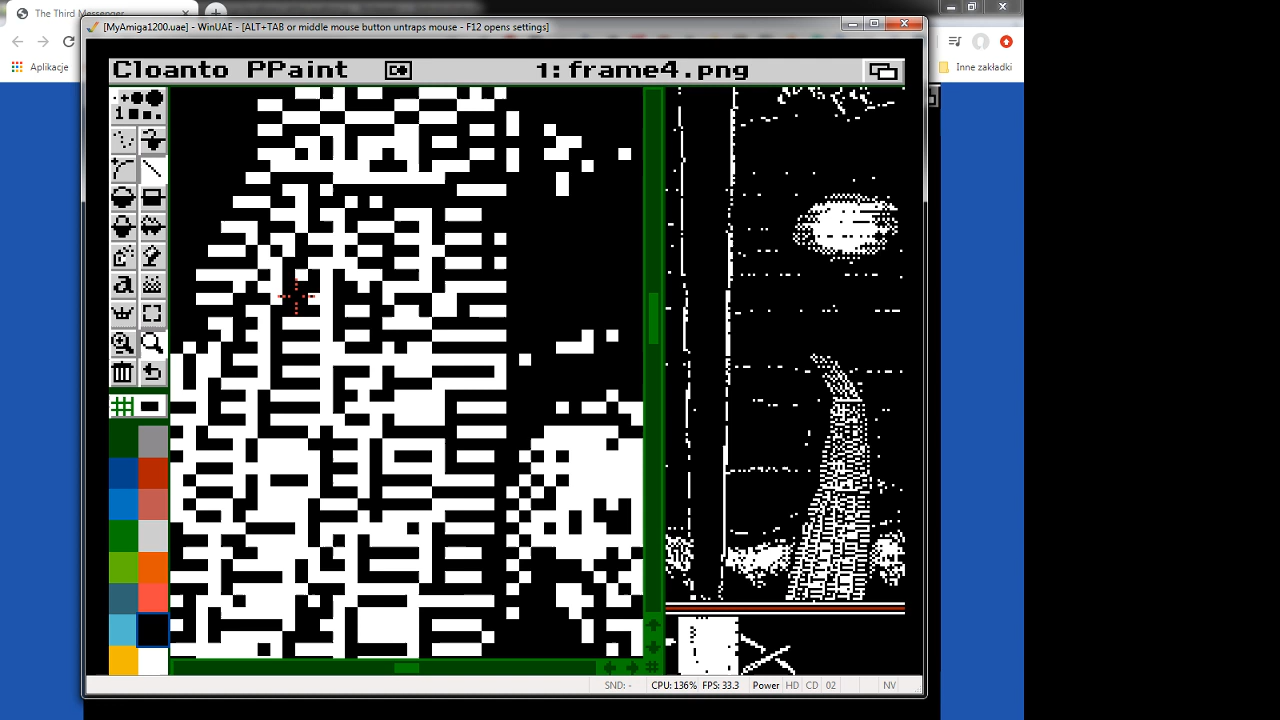 The Third Messenger
[MyAmiga1200.uae] - WinUAE - [ALT+TAB or middle mouse button untraps mouse - F12 opens settings]
Aplikacje
Inne zakładki
Cloanto PPaint
1:frame4.png
SND: -
CPU: 136%
FPS: 33.3
Power
HD
CD
02
NV